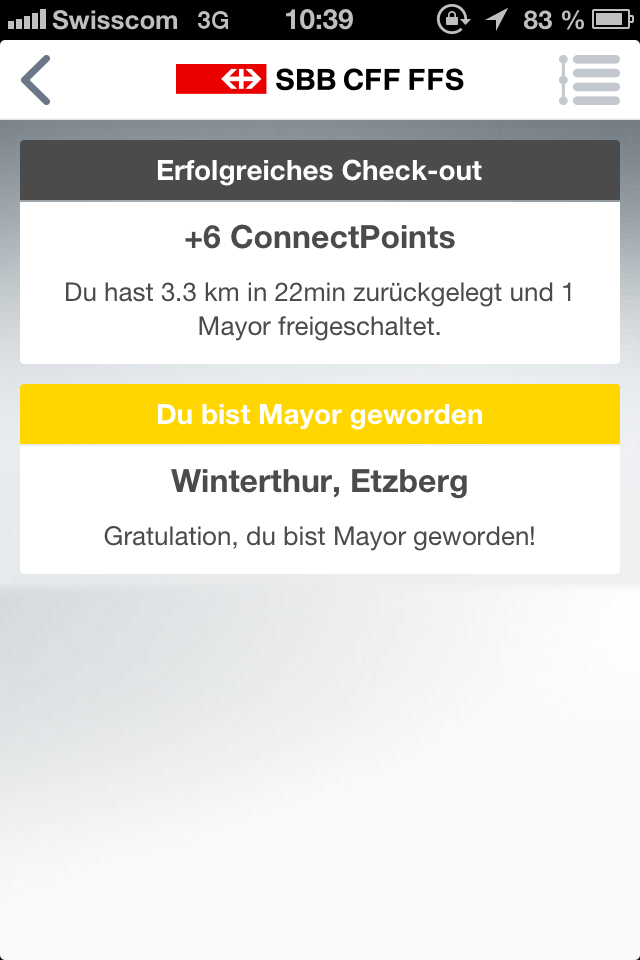 Swisscom 3G 10:39 83 %
SBB CFF FFS
Erfolgreiches Check-out
+6 ConnectPoints
Du hast 3.3 km in 22min zurückgelegt und 1
Mayor freigeschaltet.
Du bist Mayor geworden
Winterthur, Etzberg
Gratulation, du bist Mayor geworden!